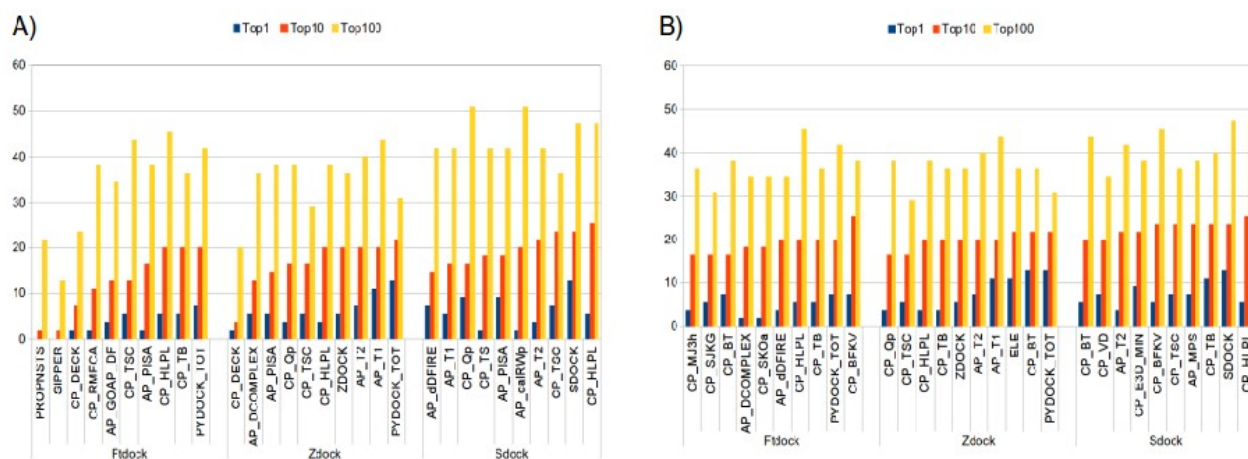 A)
Top1 Top10 Top100
60
50
40
30
20
10
0
PROPNSTS
SIPPER
CP_DECK
CP_RMFCA
AP_GOAP_DF
CP_TSC
AP_PISA
CP_HLPL
CP_TB
PYDOCK_TOT
CP_DECK
AP_DCOMPLEX
AP_PISA
CP_Qp
CP_TSC
CP_HLPL
ZDOCK
AP_T2
AP_T1
PYDOCK_TOT
AP_dDFIRE
AP_T1
CP_Qp
CP_TS
AP_PISA
AP_calRWp
AP_T2
CP_TSC
SDOCK
CP_HLPL
Ftdock Zdock Sdock
B)
Top1 Top10 Top100
60
50
40
30
20
10
0
CP_MJ3h
CP_SJKG
CP_BT
AP_DCOMPLEX
CP_SKOa
AP_dDFIRE
CP_HLPL
CP_TB
PYDOCK_TOT
CP_BFKV
CP_Qp
CP_TSC
CP_HLPL
CP_TB
ZDOCK
AP_T2
AP_T1
ELE
CP_BT
PYDOCK_TOT
CP_BT
CP_VD
AP_T2
CP_E3D_MIN
CP_BFKV
CP_TSC
AP_MPS
CP_TB
SDOCK
CP_HLPL
Ftdock Zdock Sdock